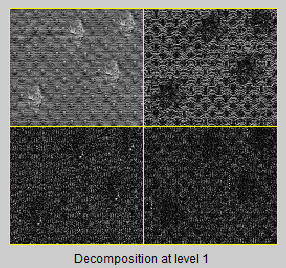 Decomposition at level 1